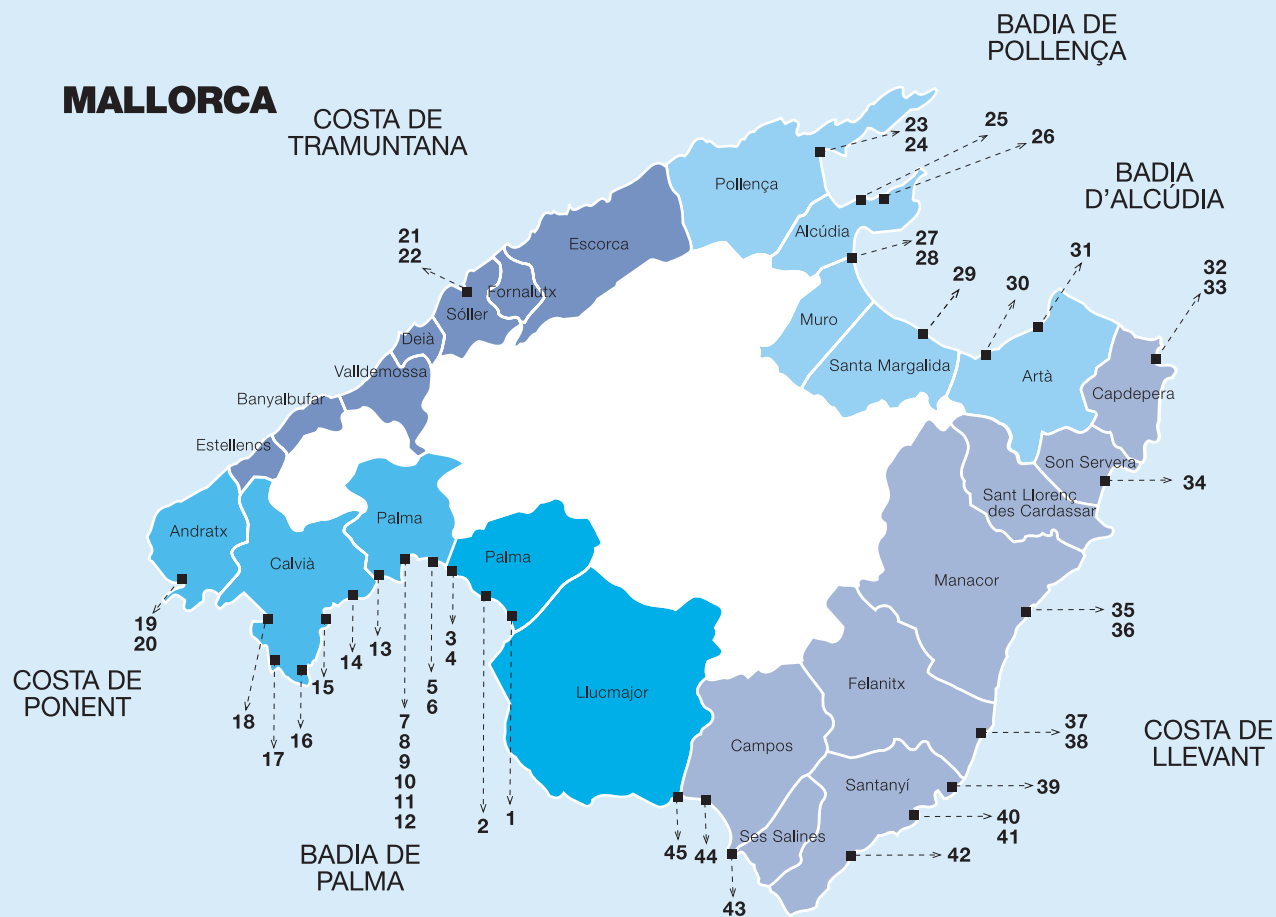 BADIA DE
POLLENÇA
MALLORCA
COSTA DE
TRAMUNTANA
23
24
25
26
BADIA
D'ALCÚDIA
Pollença
Alcúdia
21
22
Escorca
27
28
29
30
31
32
33
Fornalutx
Sóller
Muro
Deià
Santa Margalida
Valldemossa
Artà
Capdepera
Banyalbufar
Estellencs
Son Servera
34
Sant Llorenç
des Cardassar
Andratx
Palma
Calvià
Palma
Manacor
19
20
13
14
15
3
4
35
36
COSTA DE
PONENT
5
6
Llucmajor
Felanitx
18
17
16
7
8
9
10
11
12
2
1
Campos
37
38
COSTA DE
LLEVANT
Santanyí
39
Ses Salines
40
41
BADIA DE
PALMA
45
44
42
43